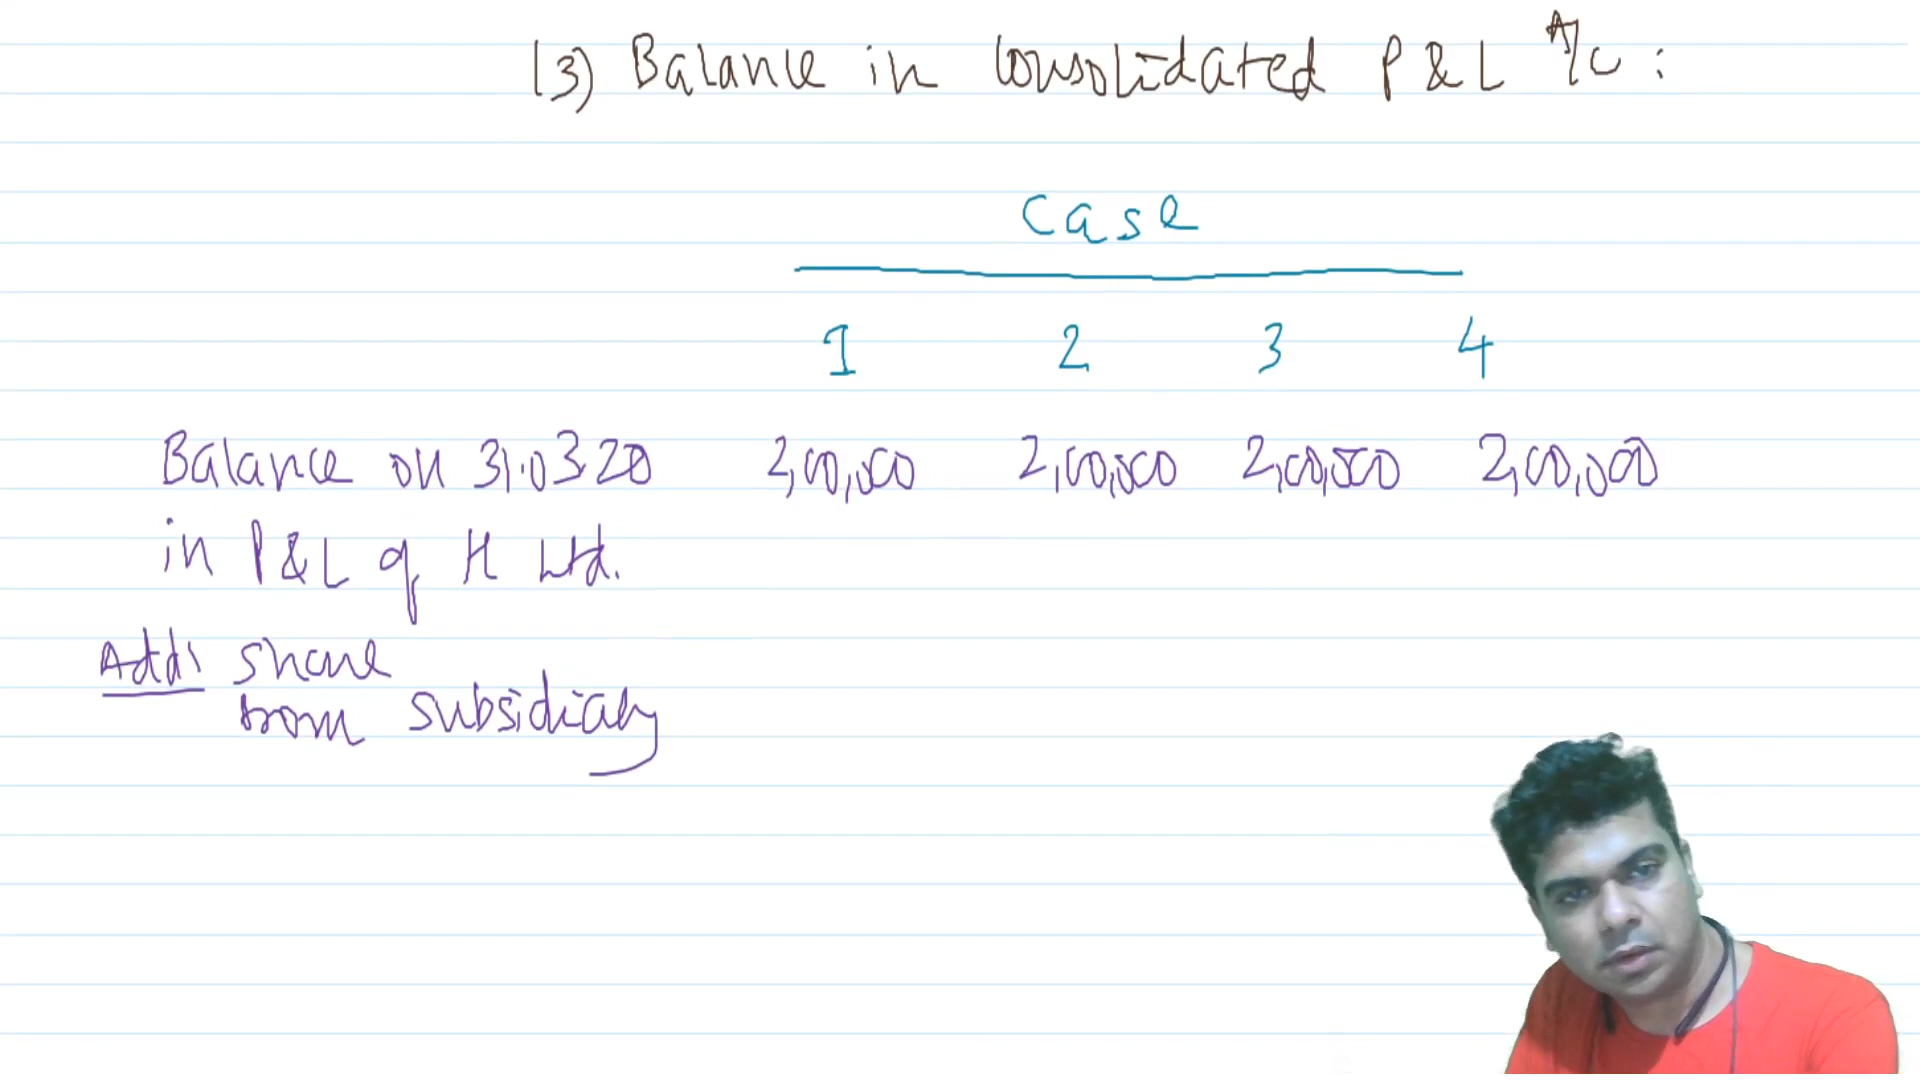 (3) Balance in Consolidated P & L A/c :
Case
1 2 3 4
Balance on 31.03.20 2,00,000 2,00,000 2,00,000 2,00,000
in P&L of H Ltd.
Add: share
from subsidiary